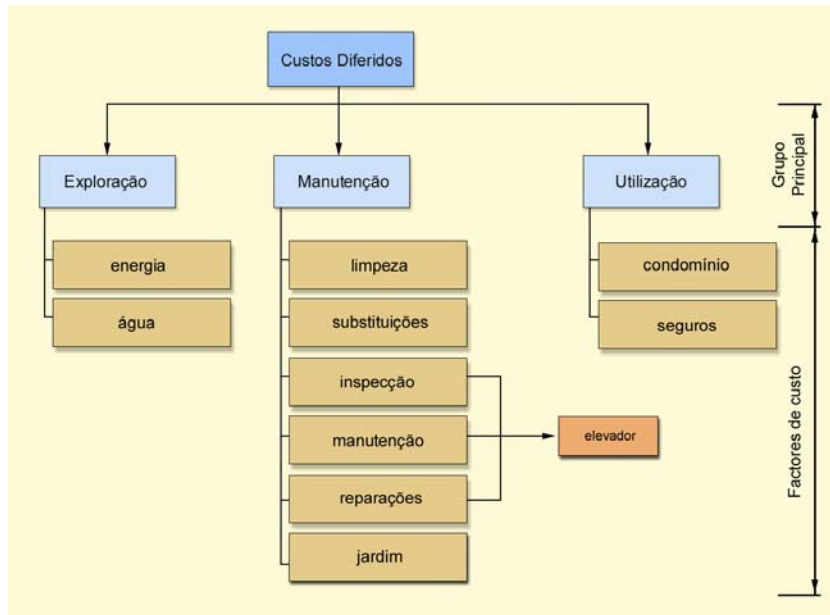 Custos Diferidos
Exploração
Manutenção
Utilização
Grupo
Principal
energia
água
limpeza
substituições
inspecção
manutenção
reparações
jardim
elevador
condomínio
seguros
Factores de custo